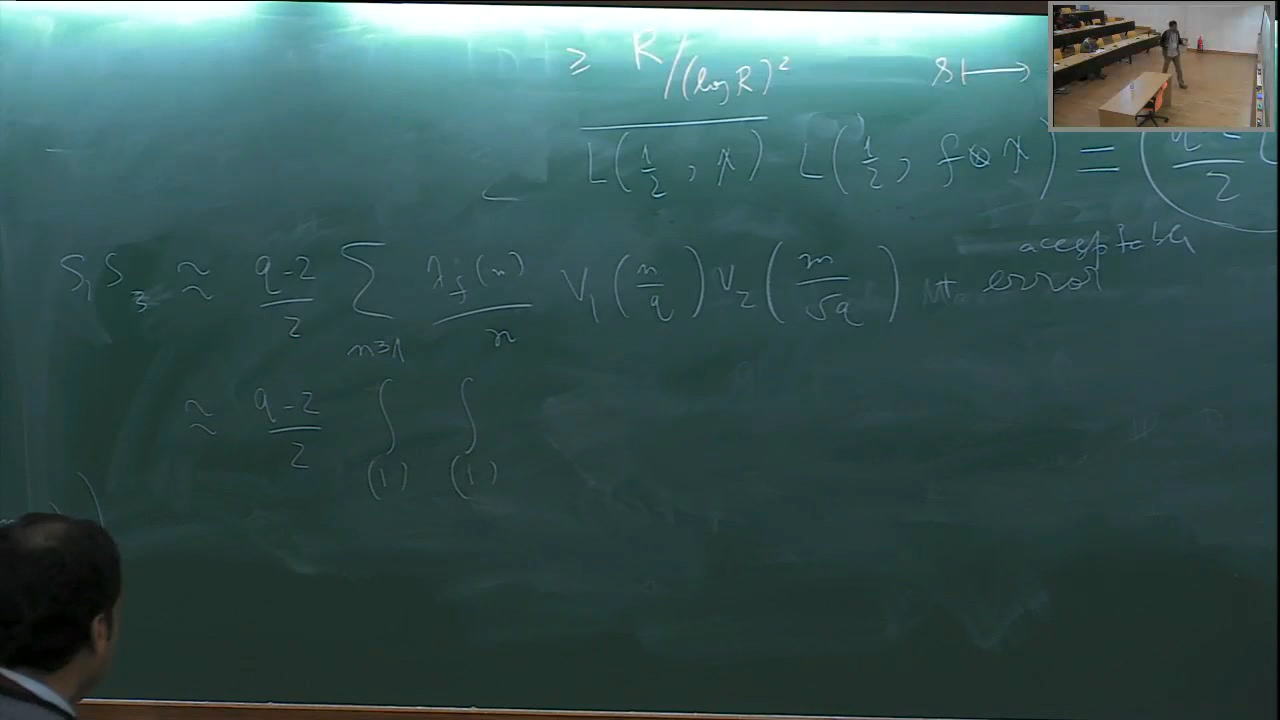 ≥ R/(log R)² s ⟼
L(1/2, χ) L(1/2, f⊗χ) = (
S₁S₃ ≈ (q-2)/2 ∑_{n≥1} λ_f(n)/n V₁(n/q) V₂(m/√q) acceptable error
≈ (q-2)/2 ∫_{(1)} ∫_{(1)}